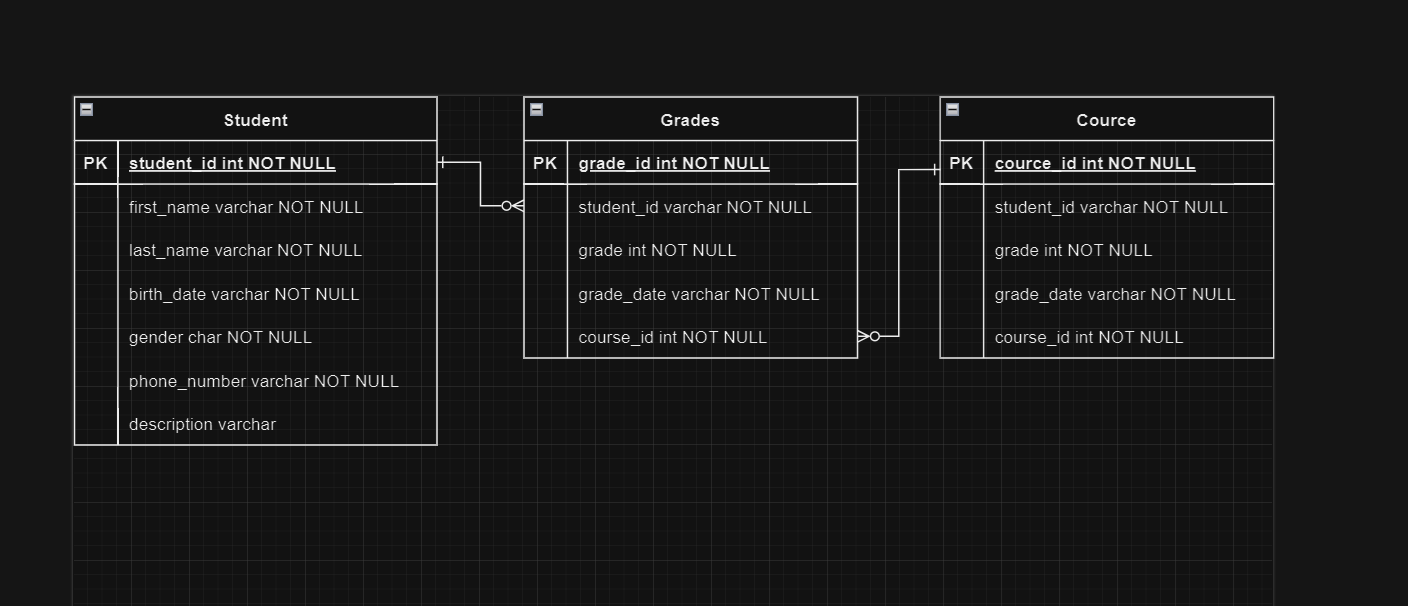 Student
PK student_id int NOT NULL
first_name varchar NOT NULL
last_name varchar NOT NULL
birth_date varchar NOT NULL
gender char NOT NULL
phone_number varchar NOT NULL
description varchar
Grades
PK grade_id int NOT NULL
student_id varchar NOT NULL
grade int NOT NULL
grade_date varchar NOT NULL
course_id int NOT NULL
Cource
PK cource_id int NOT NULL
student_id varchar NOT NULL
grade int NOT NULL
grade_date varchar NOT NULL
course_id int NOT NULL